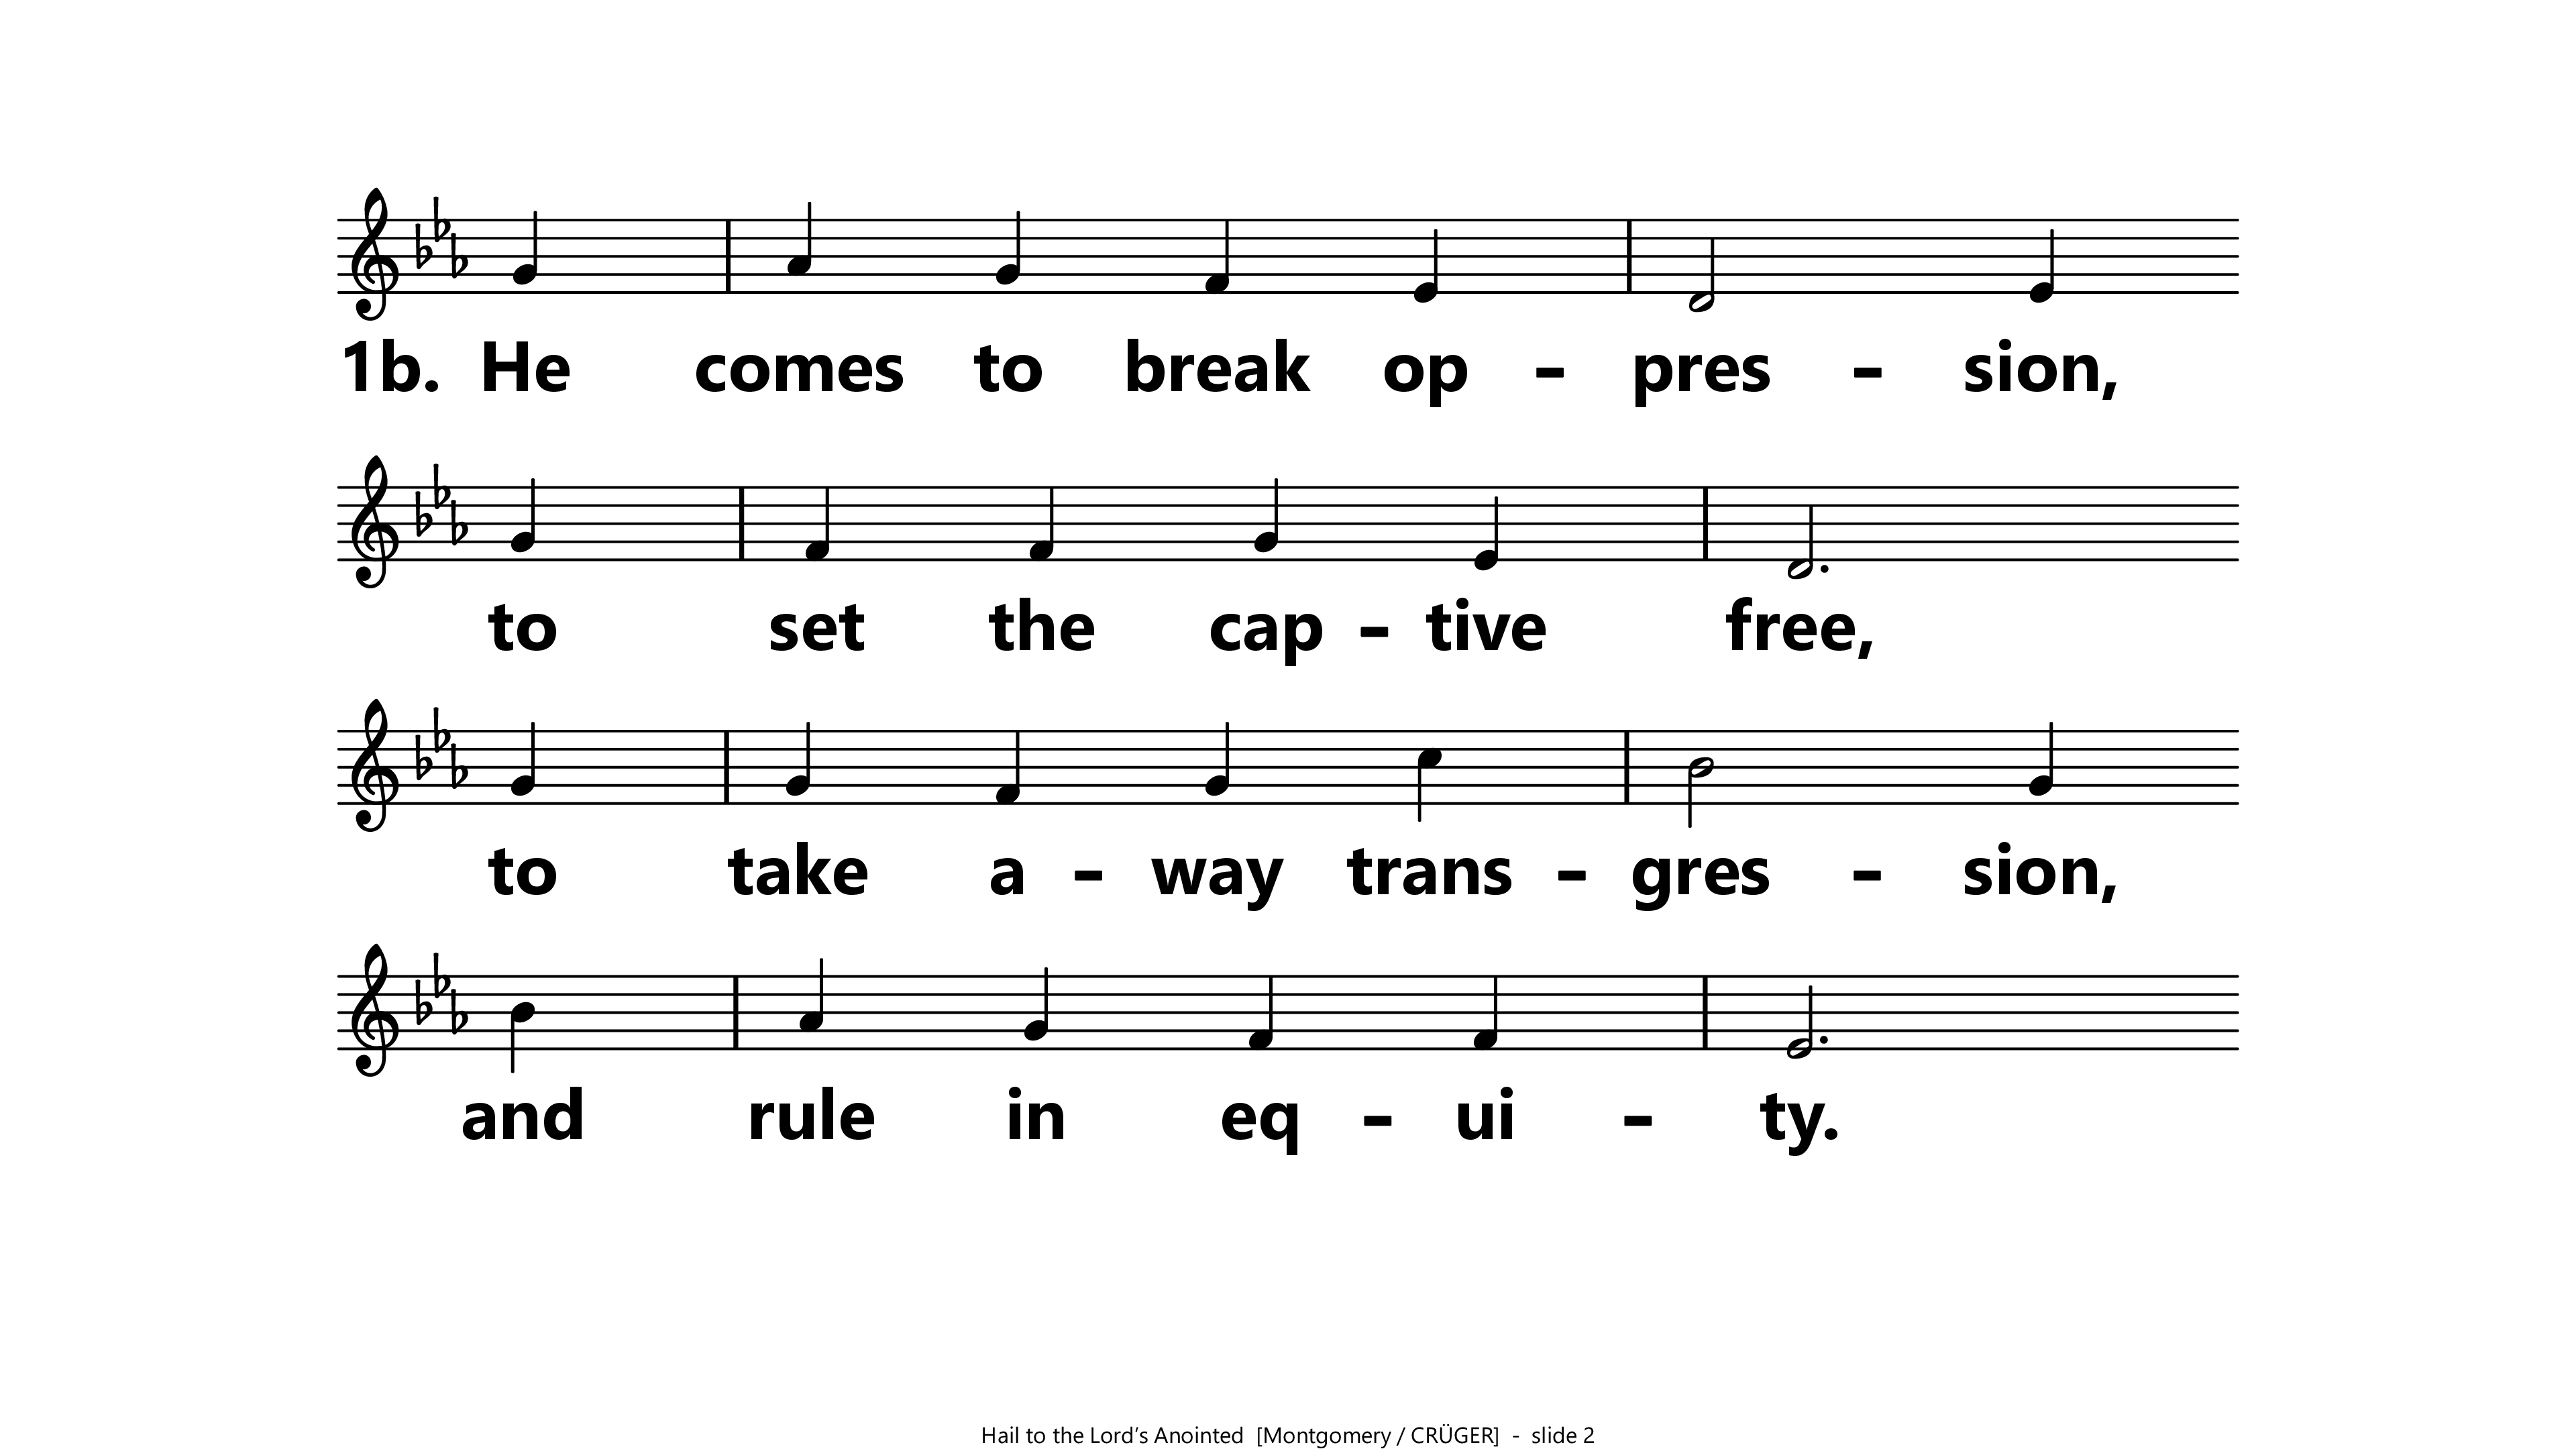 1b. He comes to break op - pres - sion,
to set the cap - tive free,
to take a - way trans - gres - sion,
and rule in eq - ui - ty.
Hail to the Lord’s Anointed [Montgomery / CRÜGER] - slide 2